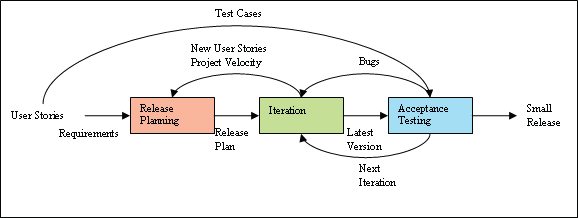 Test Cases
New User Stories
Project Velocity
Bugs
User Stories
Requirements
Release
Planning
Release
Plan
Iteration
Latest
Version
Acceptance
Testing
Next
Iteration
Small
Release